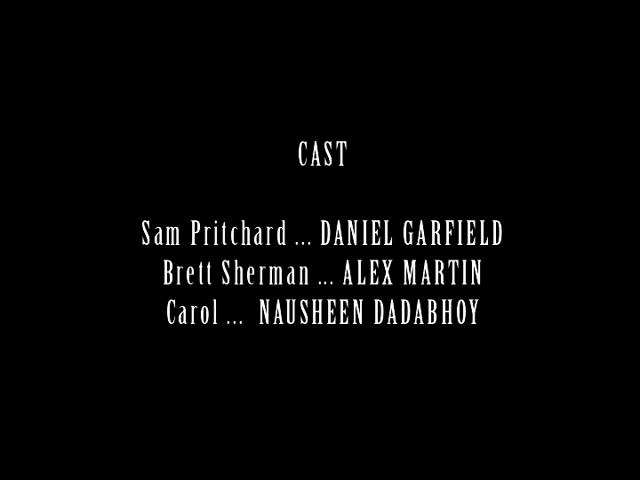 CAST
Sam Pritchard ... DANIEL GARFIELD
Brett Sherman ... ALEX MARTIN
Carol ... NAUSHEEN DADABHOY